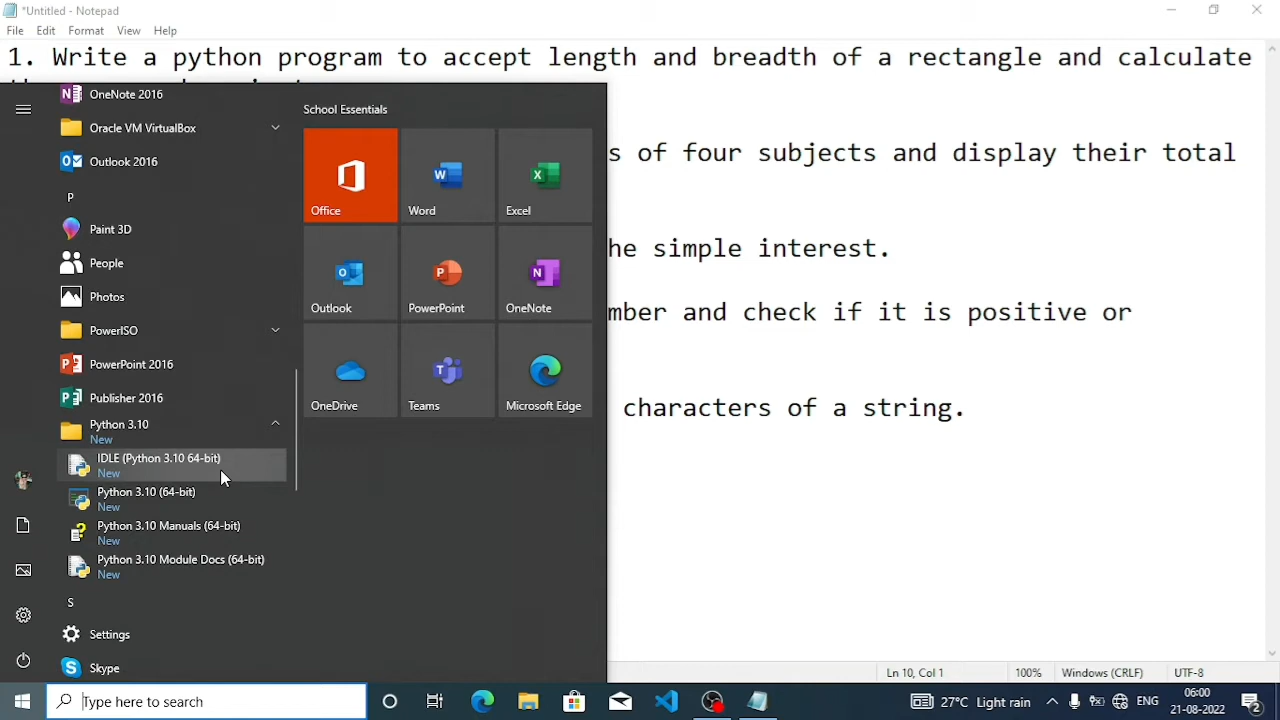 *Untitled - Notepad
File Edit Format View Help
1. Write a python program to accept length and breadth of a rectangle and calculate
s of four subjects and display their total
he simple interest.
mber and check if it is positive or
characters of a string.
OneNote 2016
Oracle VM VirtualBox
Outlook 2016
P
Paint 3D
People
Photos
PowerISO
PowerPoint 2016
Publisher 2016
Python 3.10
New
IDLE (Python 3.10 64-bit)
New
Python 3.10 (64-bit)
New
Python 3.10 Manuals (64-bit)
New
Python 3.10 Module Docs (64-bit)
New
S
Settings
Skype
School Essentials
Office Word Excel
Outlook PowerPoint OneNote
OneDrive Teams Microsoft Edge
Ln 10, Col 1 100% Windows (CRLF) UTF-8
Type here to search
27°C Light rain ENG
06:00
21-08-2022
2